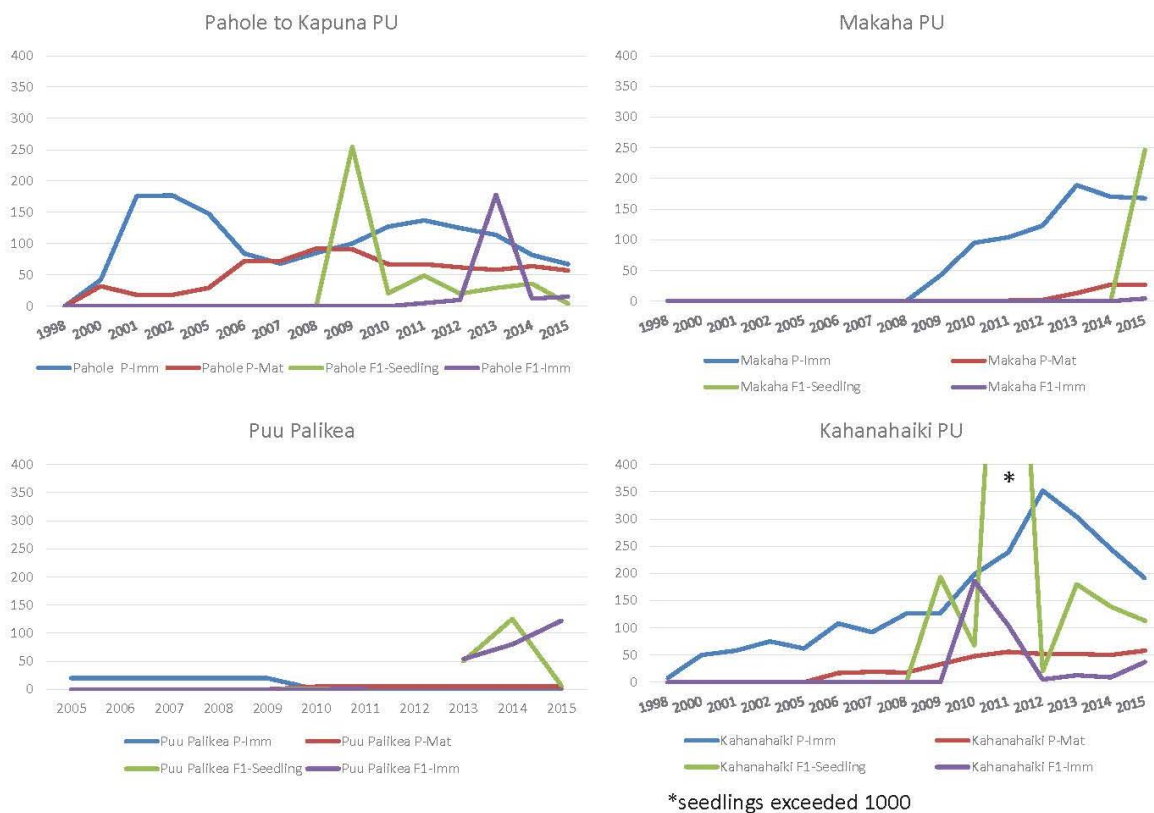 Pahole to Kapuna PU
400
350
300
250
200
150
100
50
0
1998 2000 2001 2002 2005 2006 2007 2008 2009 2010 2011 2012 2013 2014 2015
Pahole P-Imm Pahole P-Mat Pahole F1-Seedling Pahole F1-Imm
Makaha PU
400
350
300
250
200
150
100
50
0
1998 2000 2001 2002 2005 2006 2007 2008 2009 2010 2011 2012 2013 2014 2015
Makaha P-Imm Makaha P-Mat
Makaha F1-Seedling Makaha F1-Imm
Puu Palikea
400
350
300
250
200
150
100
50
0
2005 2006 2007 2008 2009 2010 2011 2012 2013 2014 2015
Puu Palikea P-Imm Puu Palikea P-Mat
Puu Palikea F1-Seedling Puu Palikea F1-Imm
Kahanahaiki PU
400
350
300
250
200
150
100
50
0
*
1998 2000 2001 2002 2005 2006 2007 2008 2009 2010 2011 2012 2013 2014 2015
Kahanahaiki P-Imm Kahanahaiki P-Mat
Kahanahaiki F1-Seedling Kahanahaiki F1-Imm
*seedlings exceeded 1000